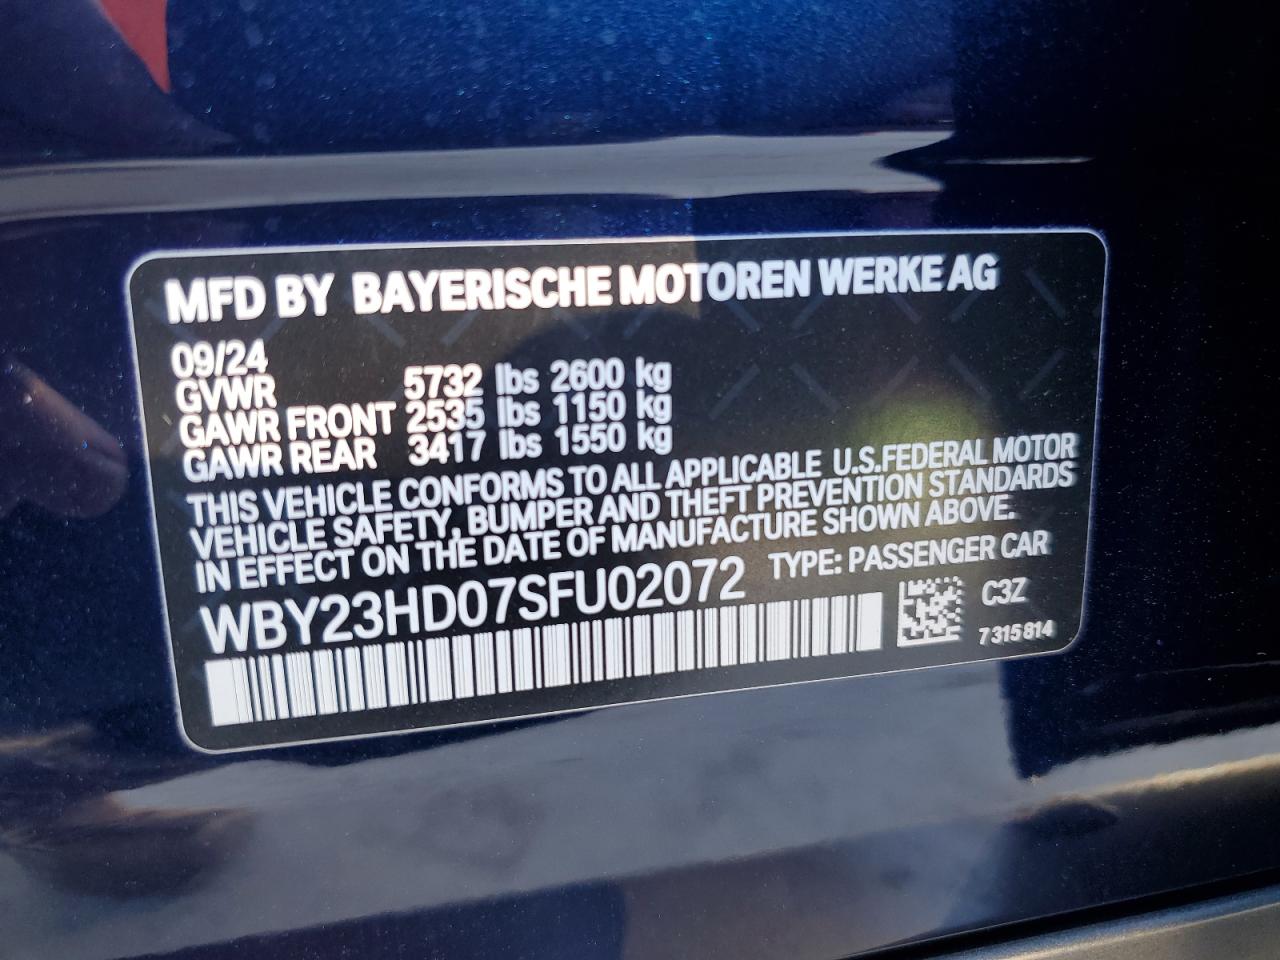 MFD BY BAYERISCHE MOTOREN WERKE AG
09/24
GVWR 5732 lbs 2600 kg
GAWR FRONT 2535 lbs 1150 kg
GAWR REAR 3417 lbs 1550 kg
THIS VEHICLE CONFORMS TO ALL APPLICABLE U.S.FEDERAL MOTOR
VEHICLE SAFETY, BUMPER AND THEFT PREVENTION STANDARDS
IN EFFECT ON THE DATE OF MANUFACTURE SHOWN ABOVE.
WBY23HD07SFU02072 TYPE: PASSENGER CAR
C3Z
7 315 814